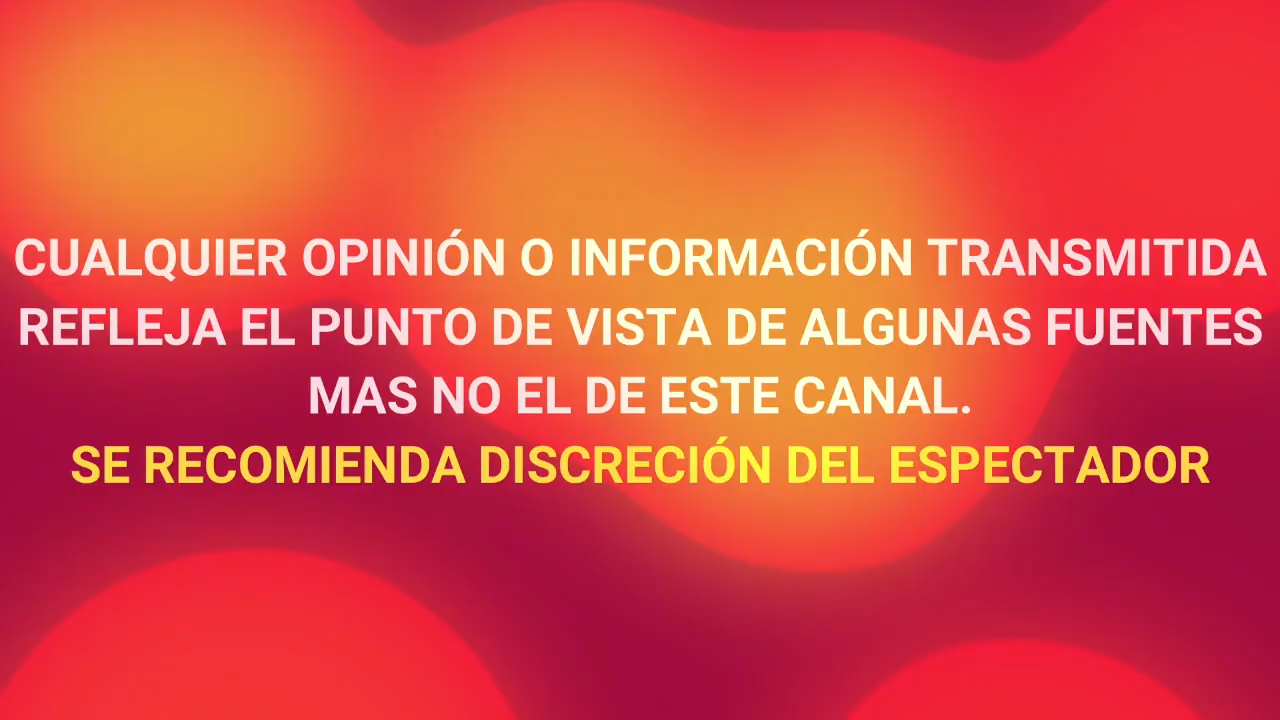 CUALQUIER OPINIÓN O INFORMACIÓN TRANSMITIDA
REFLEJA EL PUNTO DE VISTA DE ALGUNAS FUENTES
MAS NO EL DE ESTE CANAL.
SE RECOMIENDA DISCRECIÓN DEL ESPECTADOR